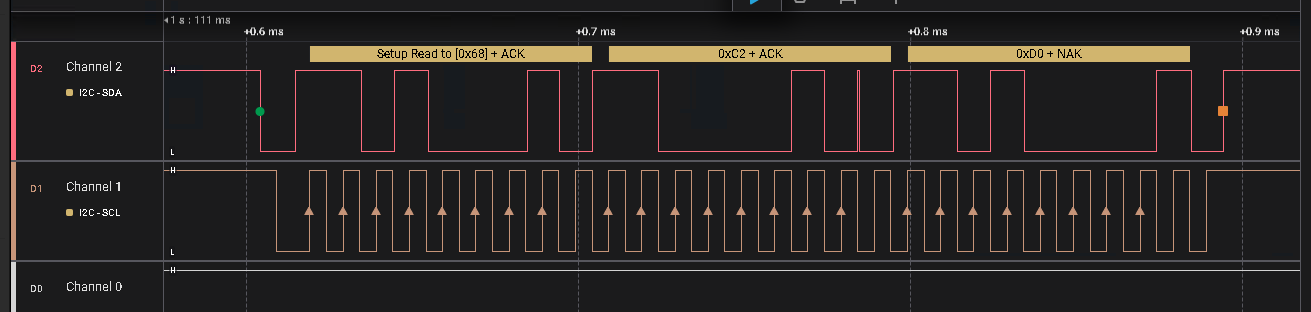 1 s : 111 ms
+0.6 ms +0.7 ms +0.8 ms +0.9 ms
Setup Read to [0x68] + ACK 0xC2 + ACK 0xD0 + NAK
D2 Channel 2 H
I2C - SDA
L
D1 Channel 1 H
I2C - SCL
L
H
D0 Channel 0